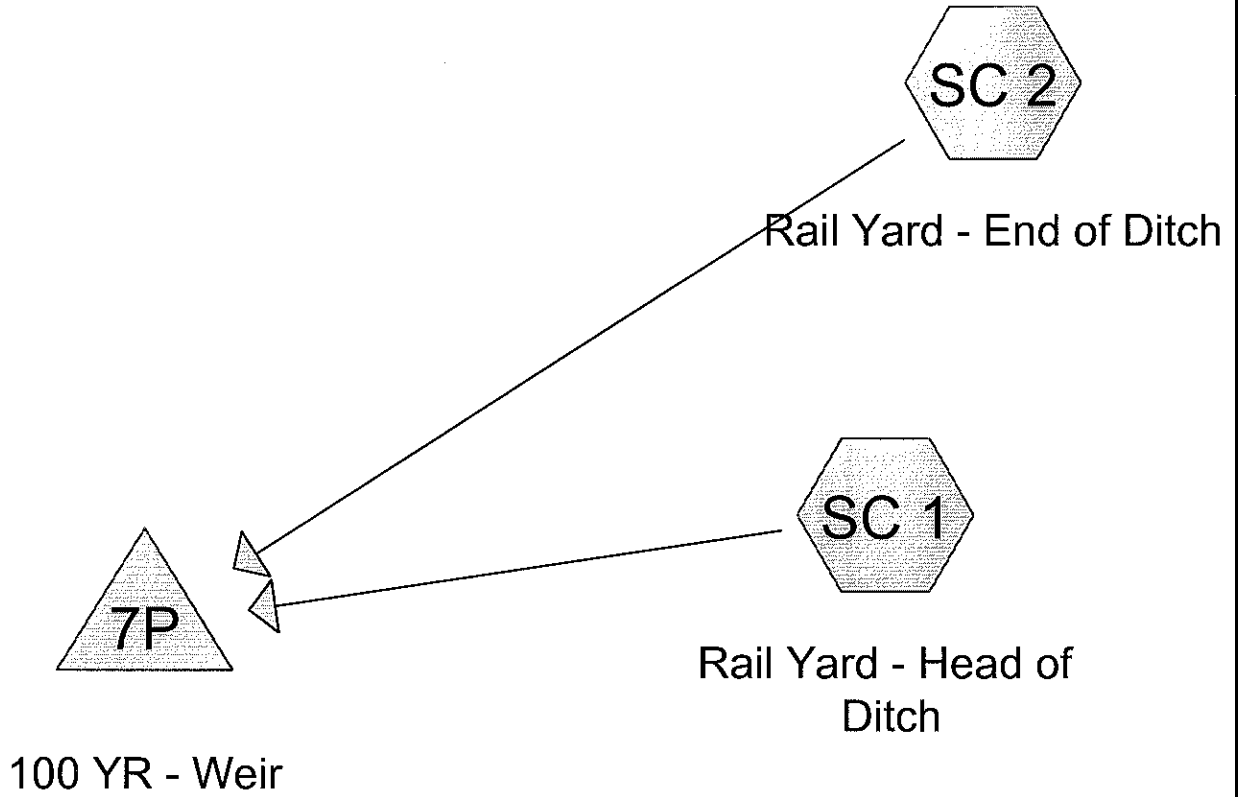 SC 2
Rail Yard - End of Ditch
SC 1
Rail Yard - Head of
Ditch
7P
100 YR - Weir